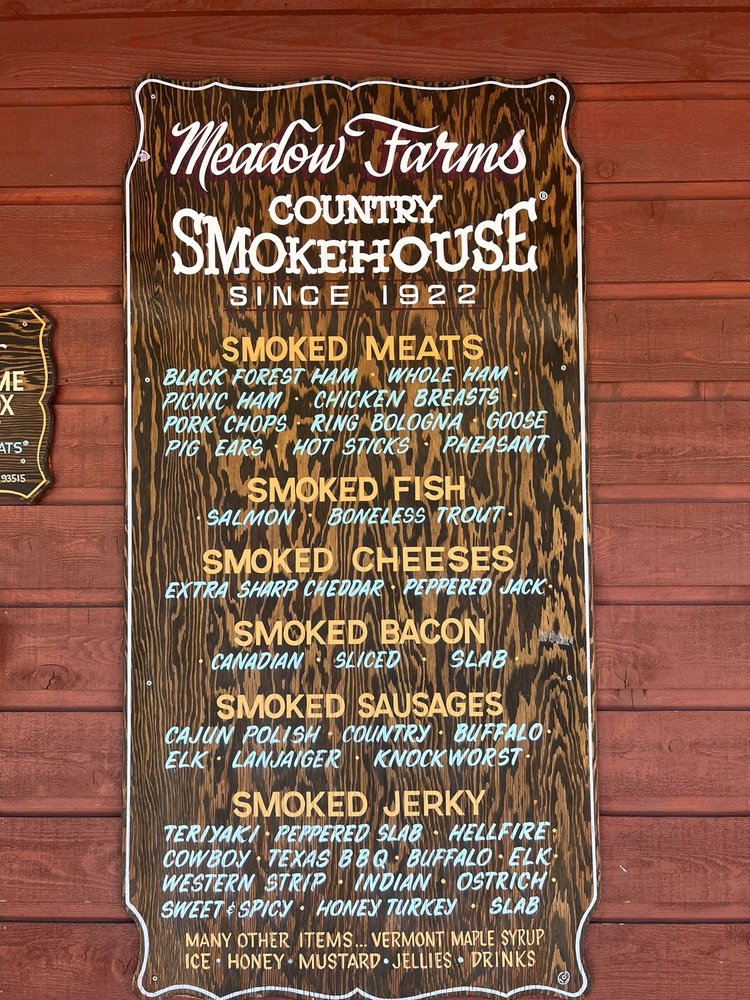 Meadow Farms
COUNTRY
SMOKEHOUSE®
SINCE 1922
SMOKED MEATS
BLACK FOREST HAM · WHOLE HAM ·
PICNIC HAM · CHICKEN BREASTS ·
PORK CHOPS · RING BOLOGNA · GOOSE
PIG EARS · HOT STICKS · PHEASANT
SMOKED FISH
· SALMON · BONELESS TROUT ·
SMOKED CHEESES
EXTRA SHARP CHEDDAR · PEPPERED JACK ·
SMOKED BACON
· CANADIAN · SLICED · SLAB ·
SMOKED SAUSAGES
CAJUN POLISH · COUNTRY · BUFFALO ·
ELK · LANJAIGER · KNOCKWORST ·
SMOKED JERKY
TERIYAKI · PEPPERED SLAB · HELLFIRE ·
COWBOY · TEXAS BBQ · BUFFALO · ELK ·
WESTERN STRIP · INDIAN · OSTRICH ·
SWEET & SPICY · HONEY TURKEY · SLAB
MANY OTHER ITEMS... VERMONT MAPLE SYRUP
ICE · HONEY · MUSTARD · JELLIES · DRINKS
ME
X
ATS®
93515